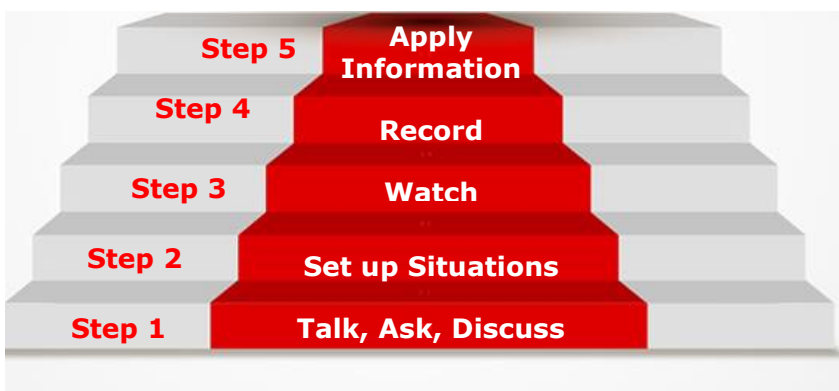 Step 5
Apply
Information
Step 4
Record
Step 3
Watch
Step 2
Set up Situations
Step 1
Talk, Ask, Discuss